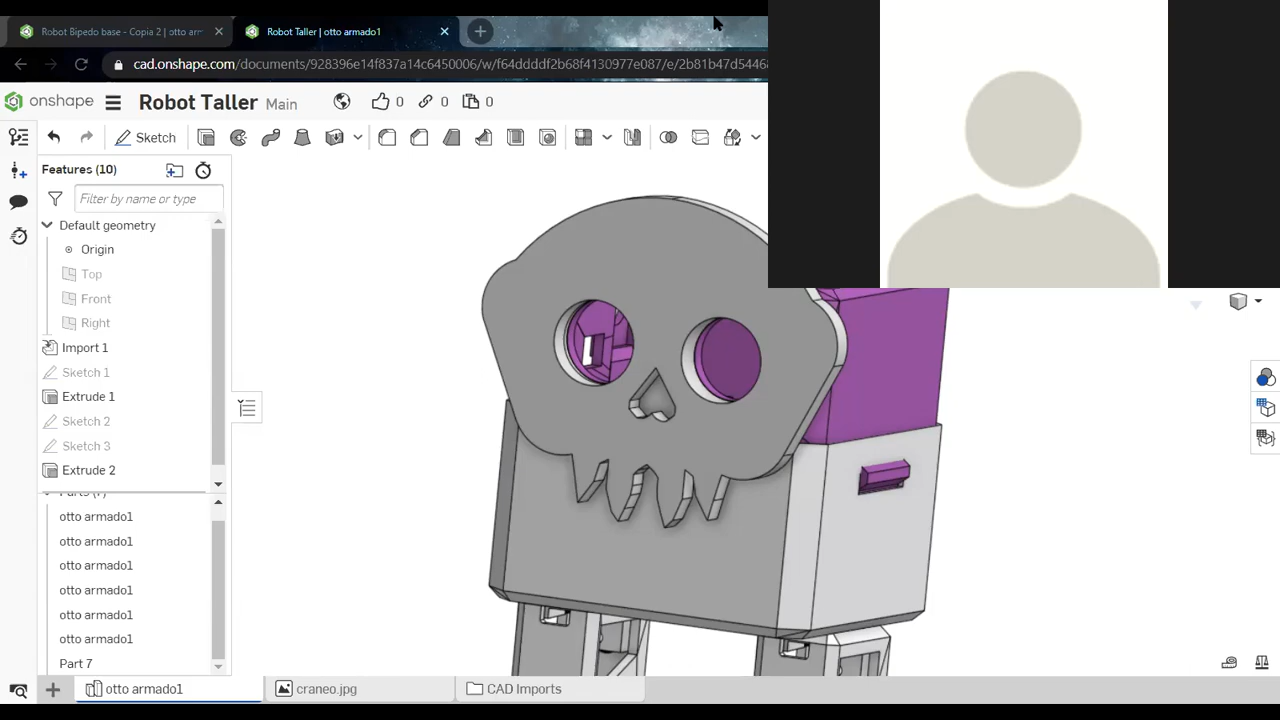 Robot Bipedo base - Copia 2 | otto arr
Robot Taller | otto armado1
cad.onshape.com/documents/928396e14f837a14c6450006/w/f64ddddf2b68f4130977e087/e/2b81b47d5446
onshape
Robot Taller Main
0
0
0
Sketch
Features (10)
Filter by name or type
Default geometry
Origin
Top
Front
Right
Import 1
Sketch 1
Extrude 1
Sketch 2
Sketch 3
Extrude 2
Parts (7)
otto armado1
otto armado1
otto armado1
otto armado1
otto armado1
otto armado1
Part 7
otto armado1
craneo.jpg
CAD Imports